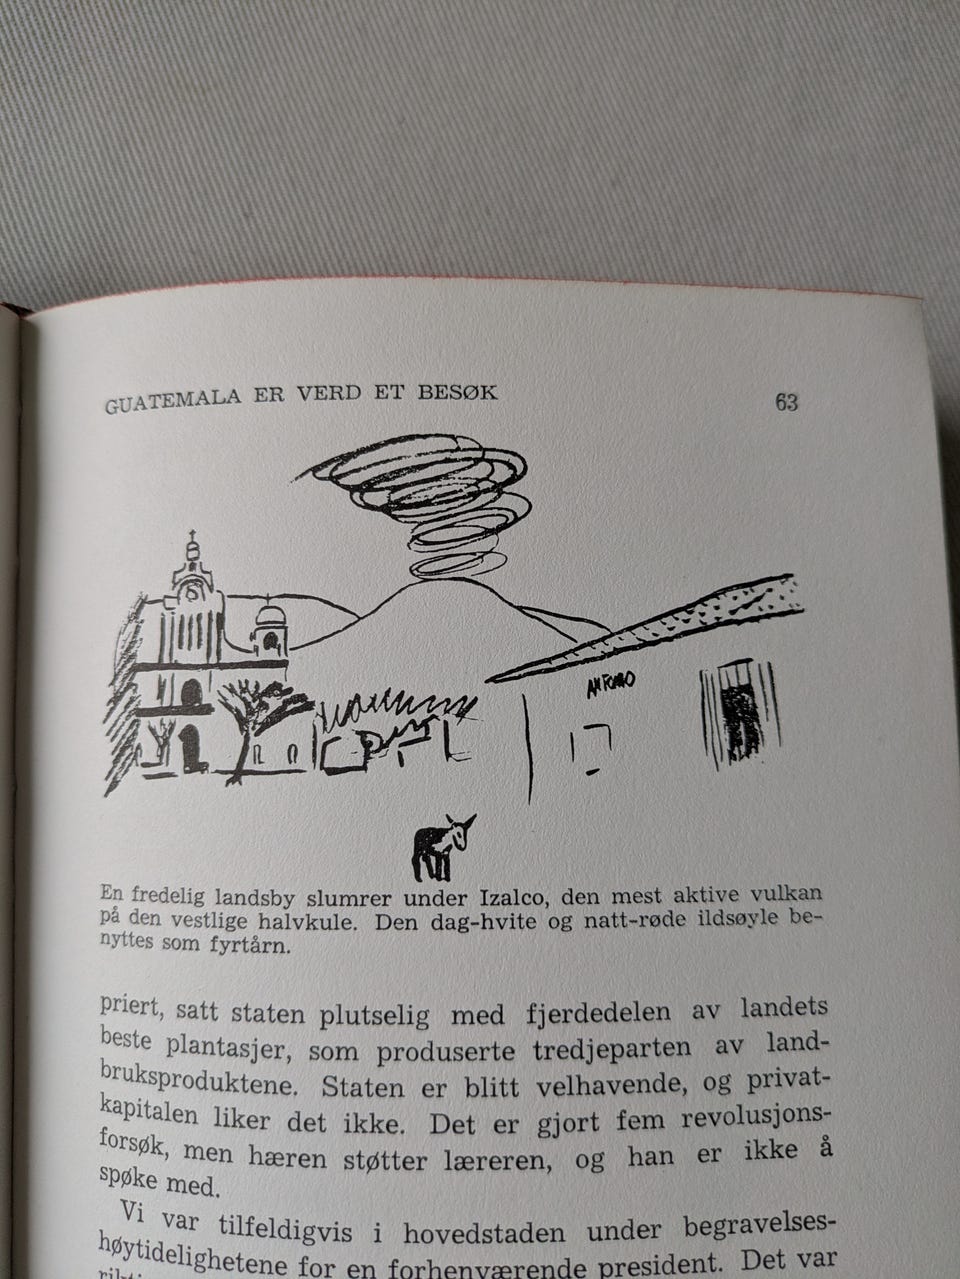 GUATEMALA ER VERD ET BESØK
63
En fredelig landsby slumrer under Izalco, den mest aktive vulkan
på den vestlige halvkule. Den dag-hvite og natt-røde ildsøyle be-
nyttes som fyrtårn.
priert, satt staten plutselig med fjerdedelen av landets
beste plantasjer, som produserte tredjeparten av land-
bruksproduktene. Staten er blitt velhavende, og privat-
kapitalen liker det ikke. Det er gjort fem revolusjons-
forsøk, men hæren støtter læreren, og han er ikke å
spøke med.
Vi var tilfeldigvis i hovedstaden under begravelses-
høytidelighetene for en forhenværende president. Det var